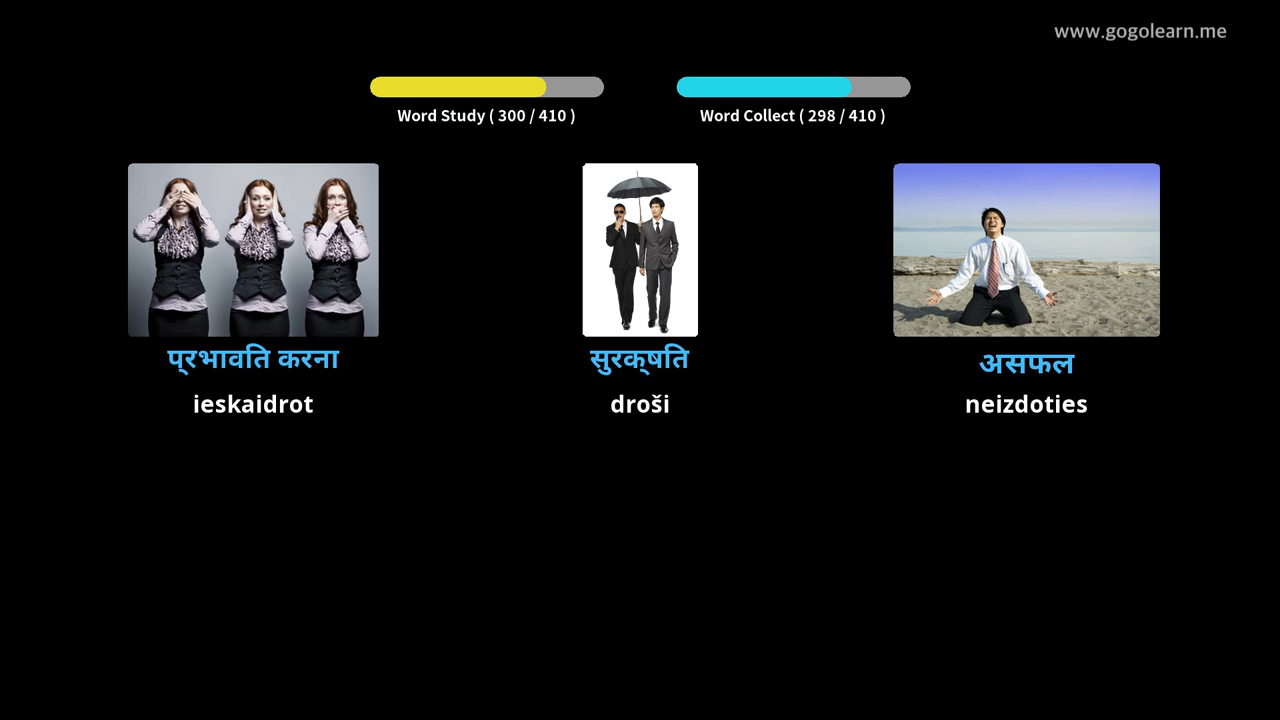 www.gogolearn.me
Word Study ( 300 / 410 )
Word Collect ( 298 / 410 )
प्रभावति करना
सुरक्षति
असफल
ieskaidrot
droši
neizdoties